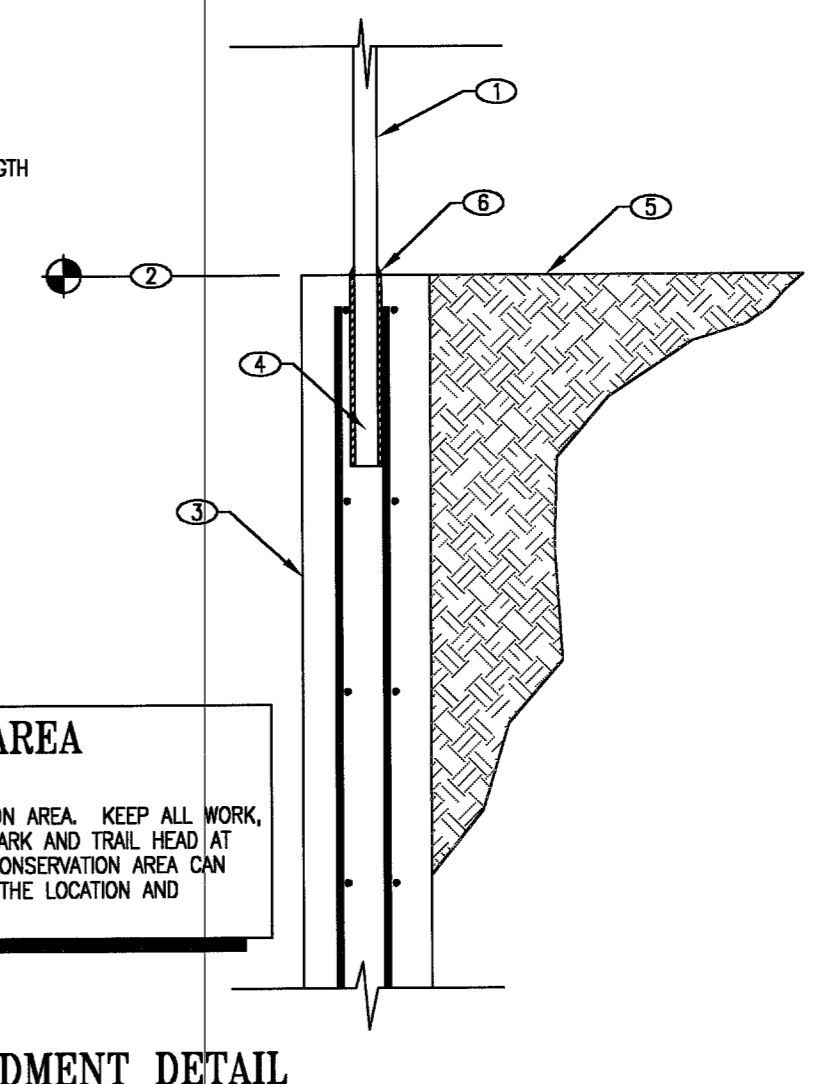 GTH
1
6
5
2
4
3
AREA
ON AREA. KEEP ALL WORK,
ARK AND TRAIL HEAD AT
ONSERVATION AREA CAN
THE LOCATION AND
DMENT DETAIL